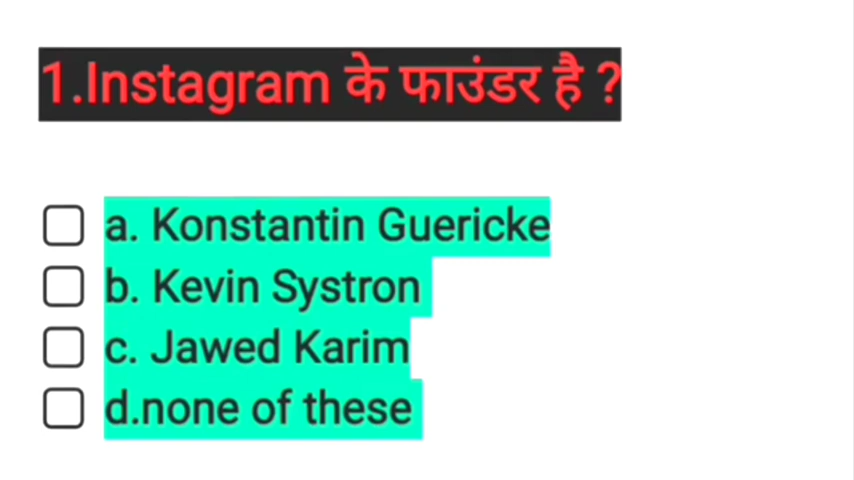 1.Instagram के फाउंडर है ?
a. Konstantin Guericke
b. Kevin Systron
c. Jawed Karim
d.none of these